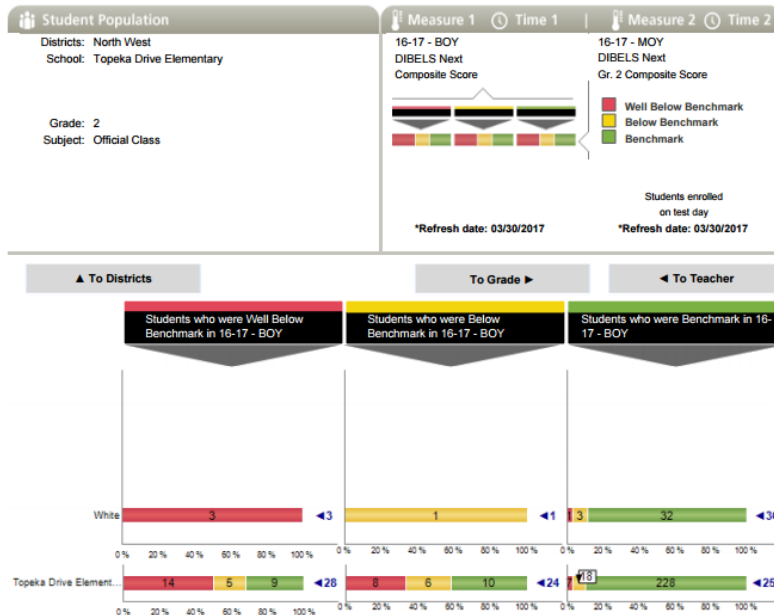 Student Population
Measure 1 Time 1 | Measure 2 Time 2
Districts: North West
School: Topeka Drive Elementary
Grade: 2
Subject: Official Class
16-17 - BOY
DIBELS Next
Composite Score
16-17 - MOY
DIBELS Next
Gr. 2 Composite Score
Well Below Benchmark
Below Benchmark
Benchmark
Students enrolled
on test day
*Refresh date: 03/30/2017
*Refresh date: 03/30/2017
▲ To Districts
To Grade ►
◄ To Teacher
Students who were Well Below
Benchmark in 16-17 - BOY
Students who were Below
Benchmark in 16-17 - BOY
Students who were Benchmark in 16-
17 - BOY
White 3 ◄3 1 ◄1 1 3 32
0 % 20 % 40 % 60 % 80 % 100 % 0 % 20 % 40 % 60 % 80 % 100 % 0 % 20 % 40 % 60 % 80 % 100 %
Topeka Drive Element... 14 5 9 ◄28 8 6 10 ◄24 7 18 228 ◄25
0 % 20 % 40 % 60 % 80 % 100 % 0 % 20 % 40 % 60 % 80 % 100 % 0 % 20 % 40 % 60 % 80 % 100 %